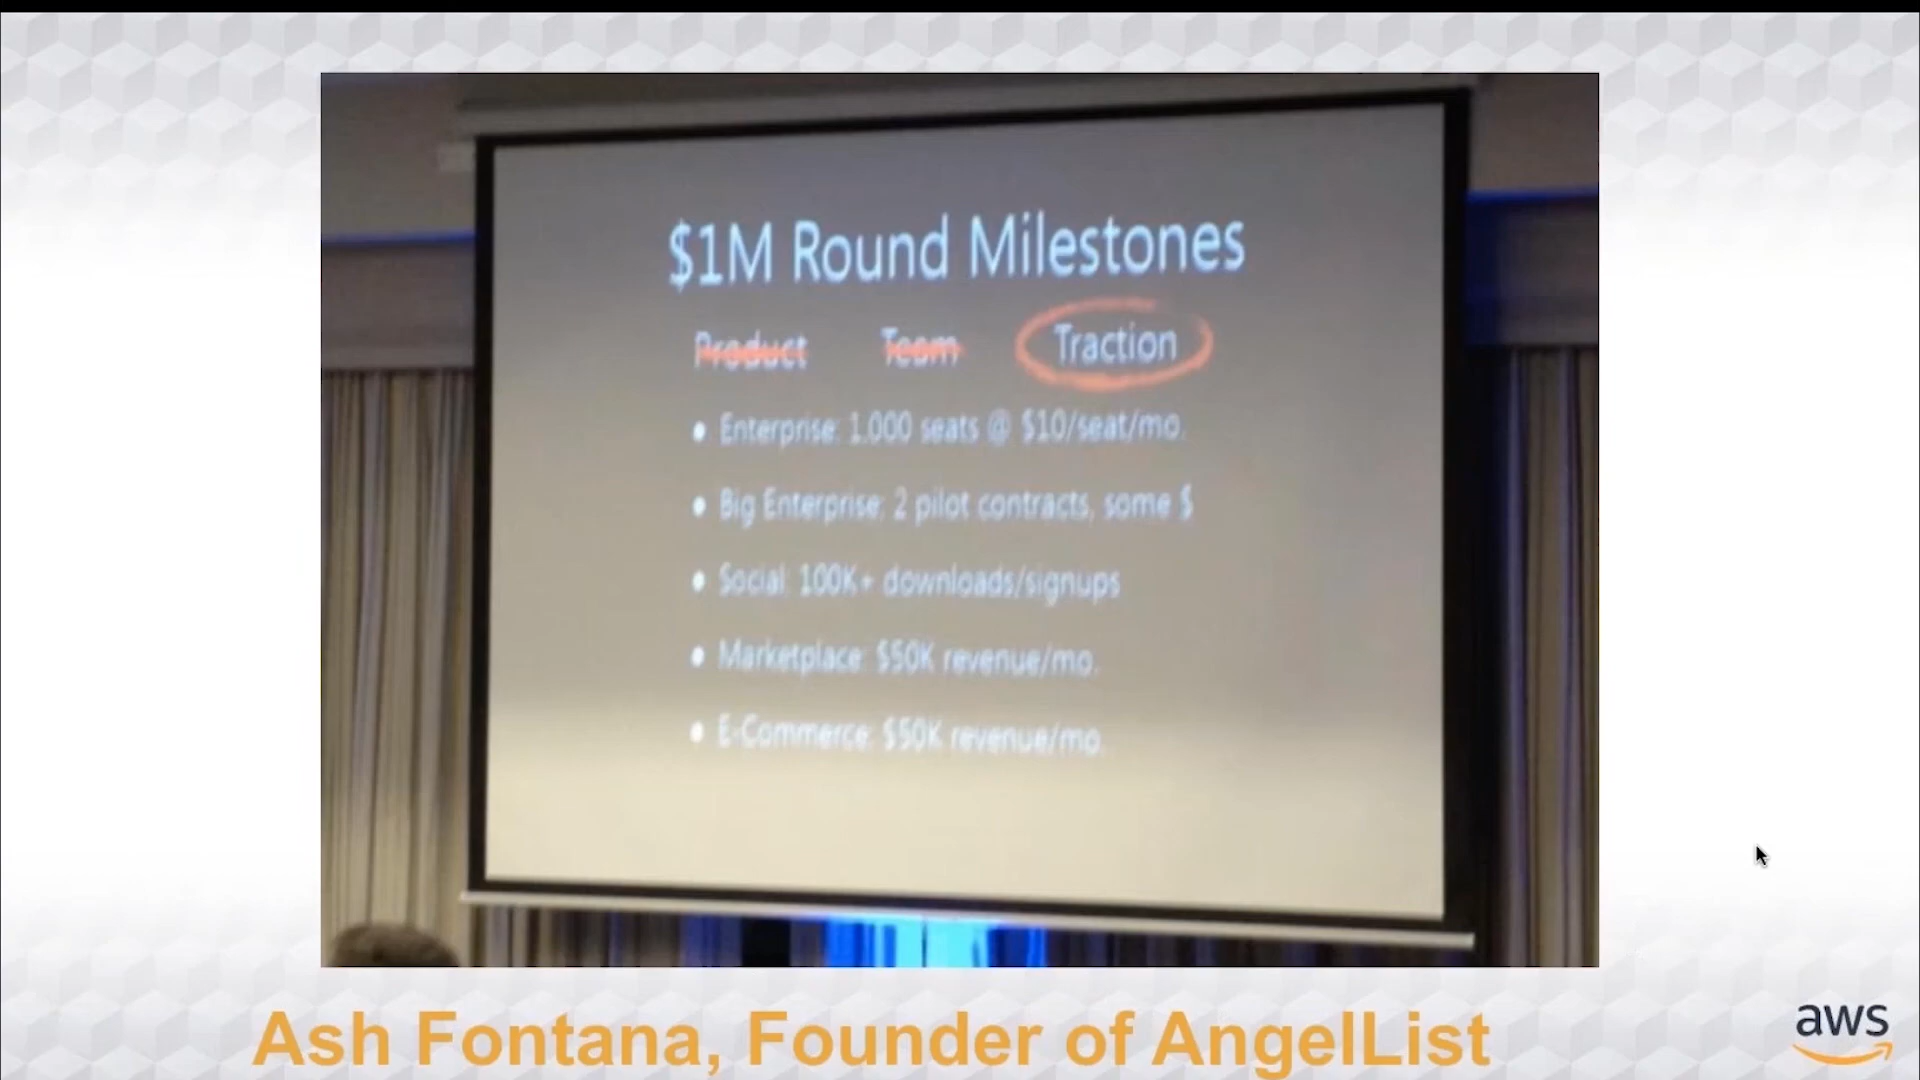 $1M Round Milestones
Product Team Traction
• Enterprise: 1,000 seats @ $10/seat/mo.
• Big Enterprise: 2 pilot contracts, some $
• Social: 100K+ downloads/signups
• Marketplace: $50K revenue/mo.
• E-Commerce: $50K revenue/mo.
Ash Fontana, Founder of AngelList
aws